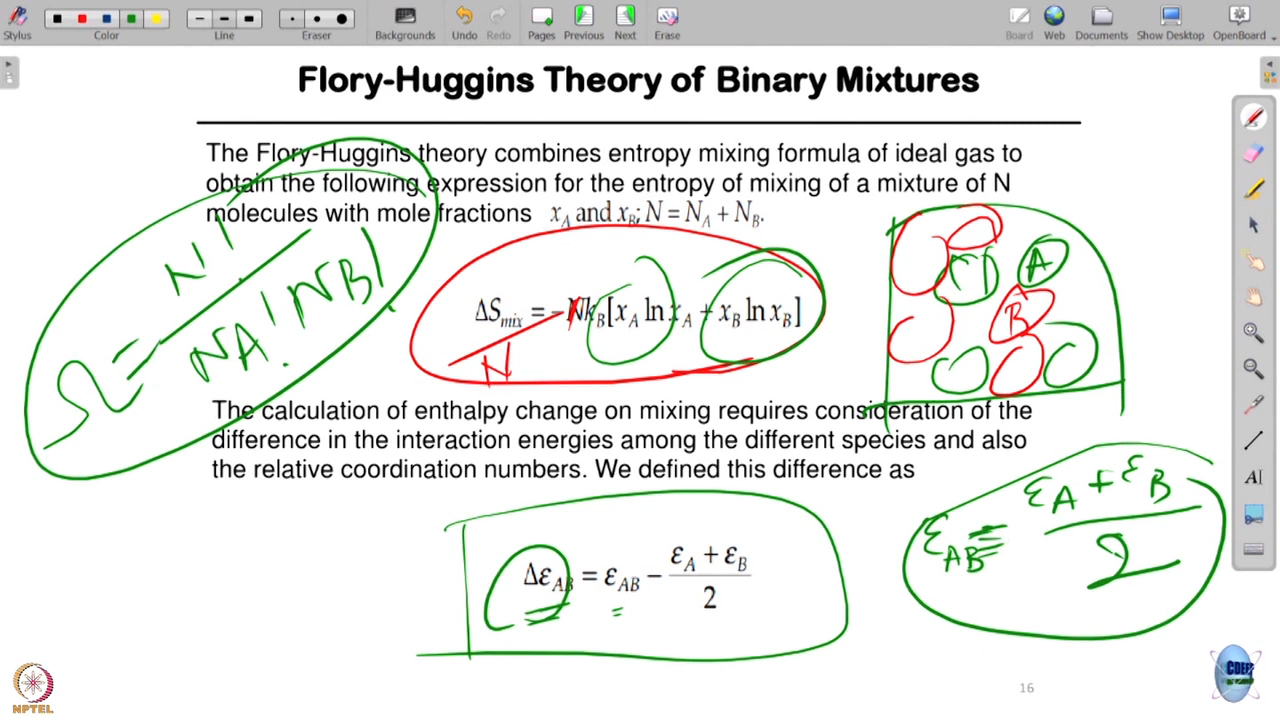 Stylus Color Line Eraser Backgrounds Undo Redo Pages Previous Next Erase Board Web Documents Show Desktop OpenBoard
Flory-Huggins Theory of Binary Mixtures
The Flory-Huggins theory combines entropy mixing formula of ideal gas to
obtain the following expression for the entropy of mixing of a mixture of N
molecules with mole fractions x_A and x_B; N = N_A + N_B.
Ω = N! / NA! NB!
ΔS_mix = -Nk_B[x_A ln x_A + x_B ln x_B]
N
A
B
The calculation of enthalpy change on mixing requires consideration of the
difference in the interaction energies among the different species and also
the relative coordination numbers. We defined this difference as
Δε_AB = ε_AB − (ε_A + ε_B) / 2
ε_AB = (ε_A + ε_B) / 2
16
NPTEL
CDEEP